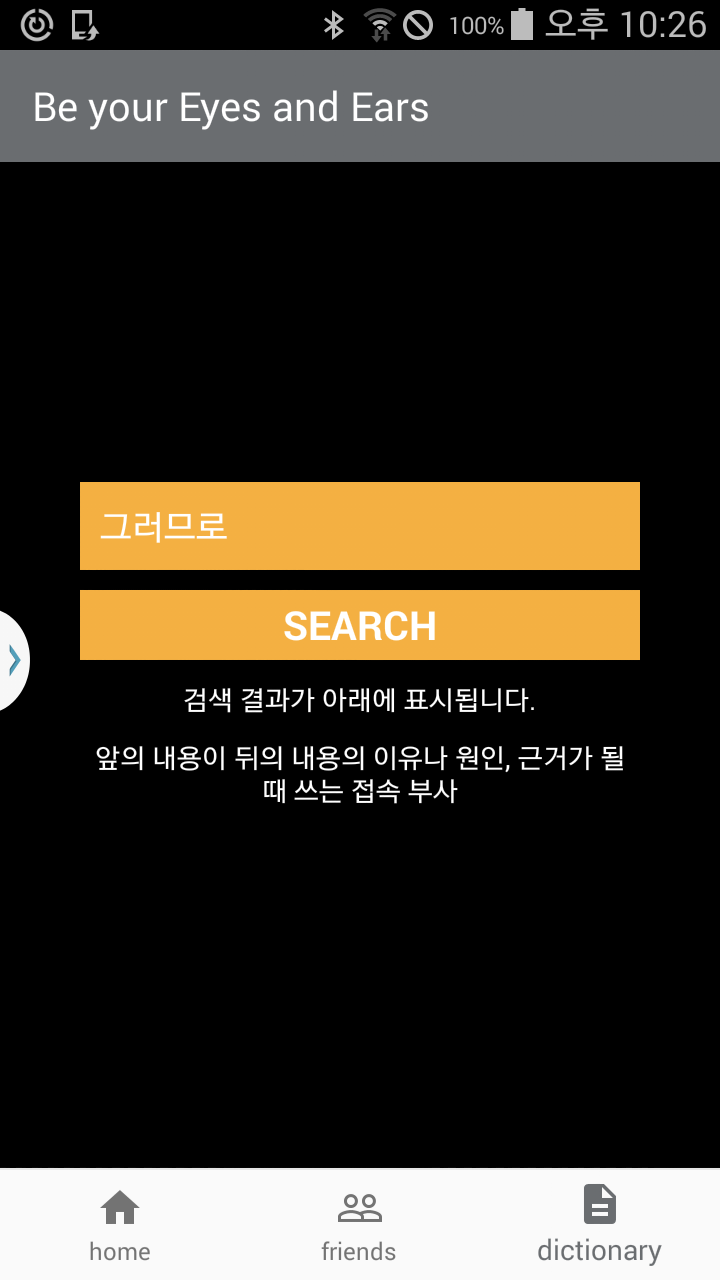 100% 오후 10:26
Be your Eyes and Ears
그러므로
SEARCH
검색 결과가 아래에 표시됩니다.
앞의 내용이 뒤의 내용의 이유나 원인, 근거가 될
때 쓰는 접속 부사
home friends dictionary